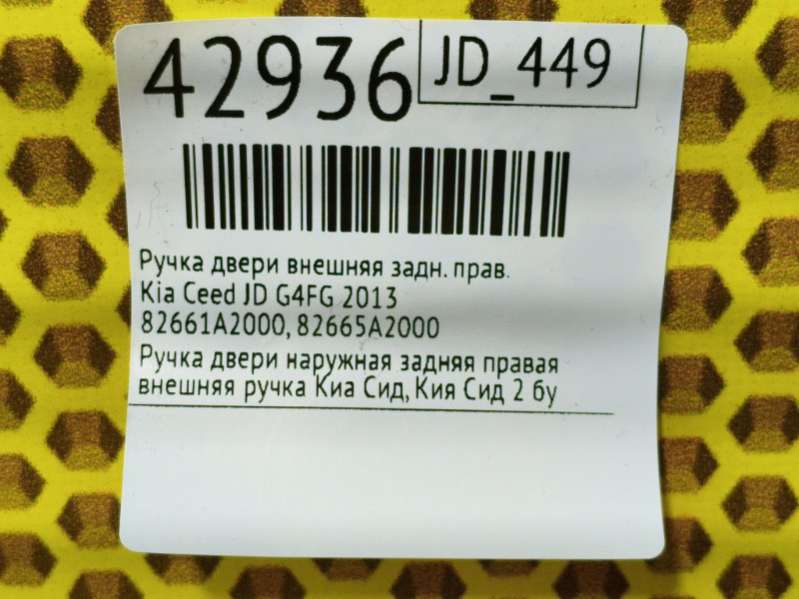 42936
JD_449
Ручка двери внешняя задн. прав.
Kia Ceed JD G4FG 2013
82661A2000, 82665A2000
Ручка двери наружная задняя правая
внешняя ручка Киа Сид, Кия Сид 2 бу